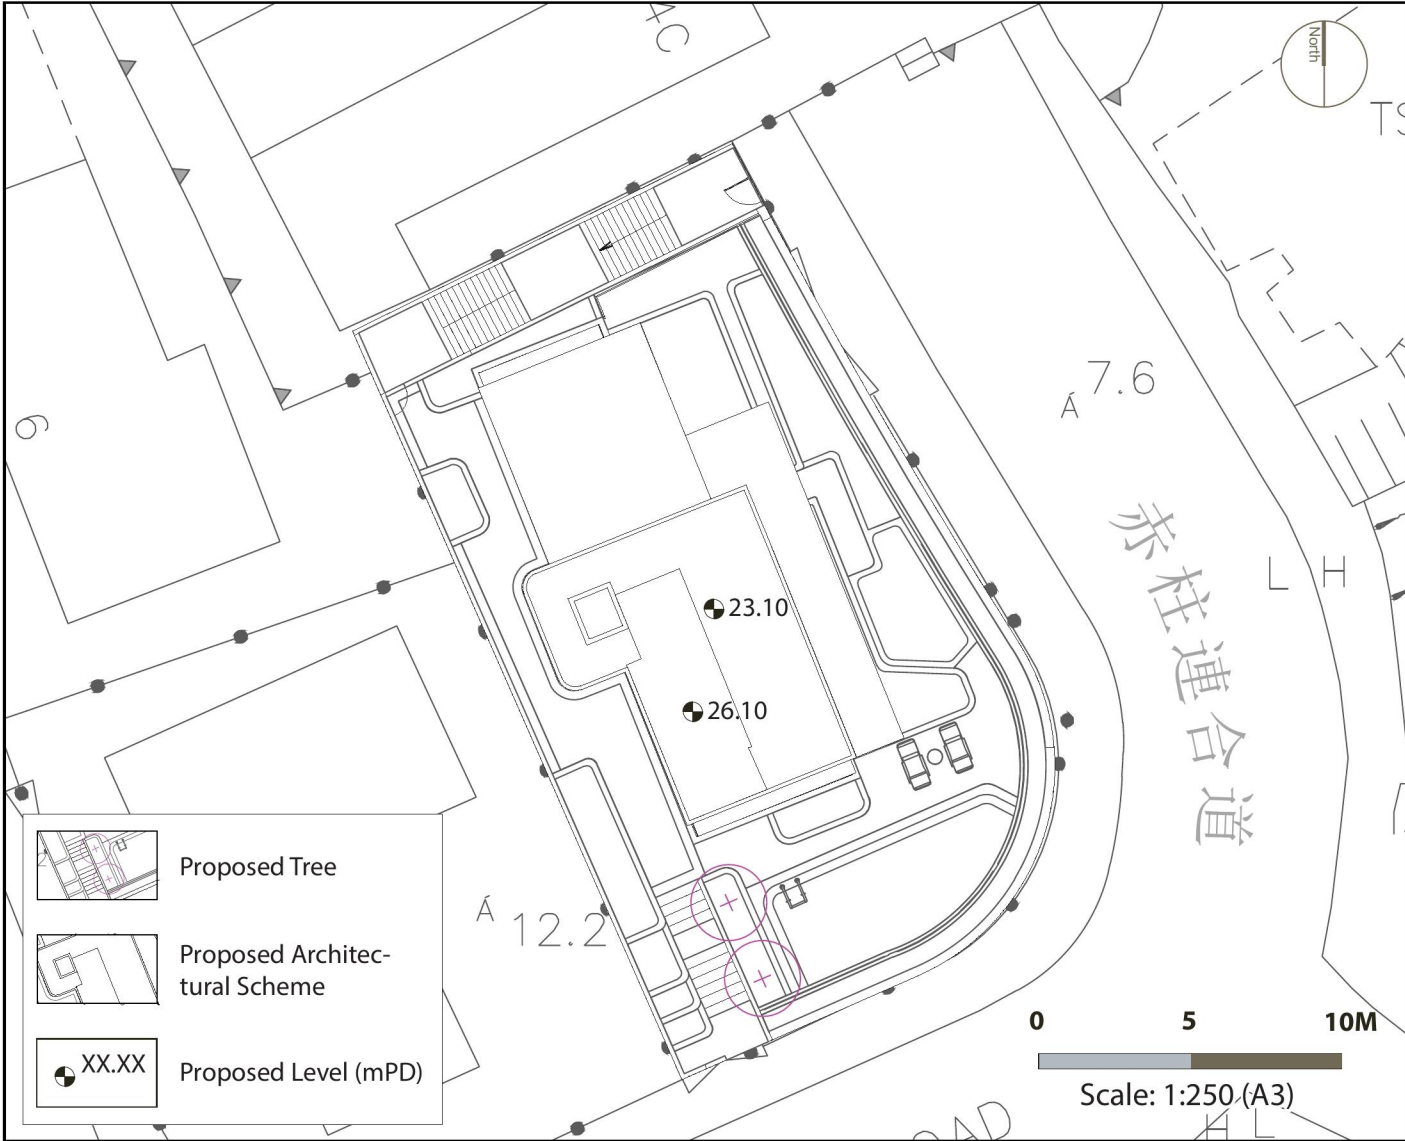 4C
North
TS
6
7.6
Á
赤柱連合道
L H
23.10
26.10
Á
12.2
Proposed Tree
Proposed Architec-
tural Scheme
XX.XX
Proposed Level (mPD)
0 5 10M
Scale: 1:250 (A3)
H L